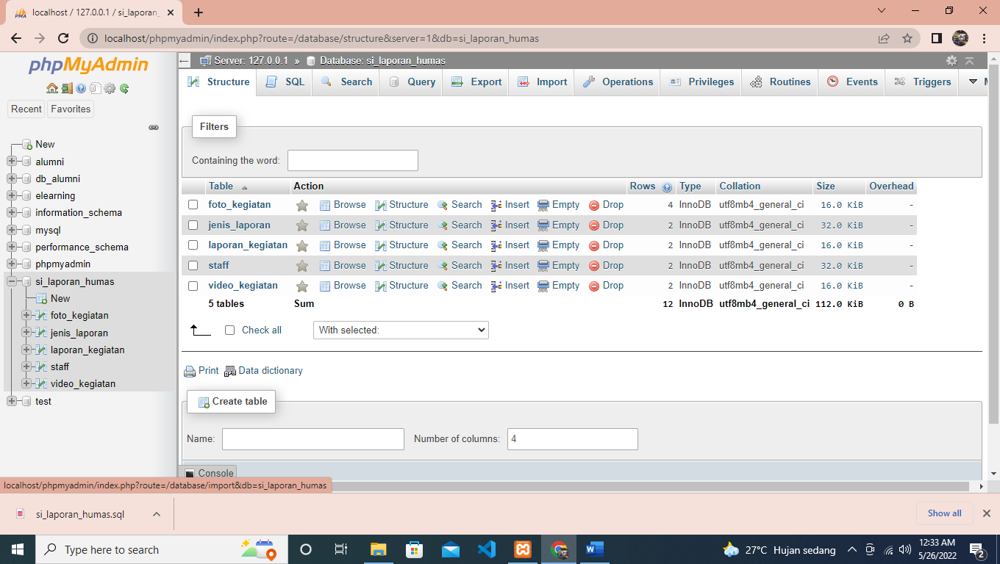 localhost / 127.0.0.1 / si_laporan_
localhost/phpmyadmin/index.php?route=/database/structure&server=1&db=si_laporan_humas
phpMyAdmin
Recent Favorites
New
alumni
db_alumni
elearning
information_schema
mysql
performance_schema
phpmyadmin
si_laporan_humas
New
foto_kegiatan
jenis_laporan
laporan_kegiatan
staff
video_kegiatan
test
Server: 127.0.0.1 » Database: si_laporan_humas
Structure SQL Search Query Export Import Operations Privileges Routines Events Triggers
Filters
Containing the word:
Table Action Rows Type Collation Size Overhead
foto_kegiatan Browse Structure Search Insert Empty Drop 4 InnoDB utf8mb4_general_ci 16.0 KiB -
jenis_laporan Browse Structure Search Insert Empty Drop 2 InnoDB utf8mb4_general_ci 32.0 KiB -
laporan_kegiatan Browse Structure Search Insert Empty Drop 2 InnoDB utf8mb4_general_ci 16.0 KiB -
staff Browse Structure Search Insert Empty Drop 2 InnoDB utf8mb4_general_ci 32.0 KiB -
video_kegiatan Browse Structure Search Insert Empty Drop 2 InnoDB utf8mb4_general_ci 16.0 KiB -
5 tables Sum 12 InnoDB utf8mb4_general_ci 112.0 KiB 0 B
Check all With selected:
Print Data dictionary
Create table
Name: Number of columns: 4
Console
localhost/phpmyadmin/index.php?route=/database/import&db=si_laporan_humas
si_laporan_humas.sql Show all
Type here to search 27°C Hujan sedang 12:33 AM
5/26/2022 2